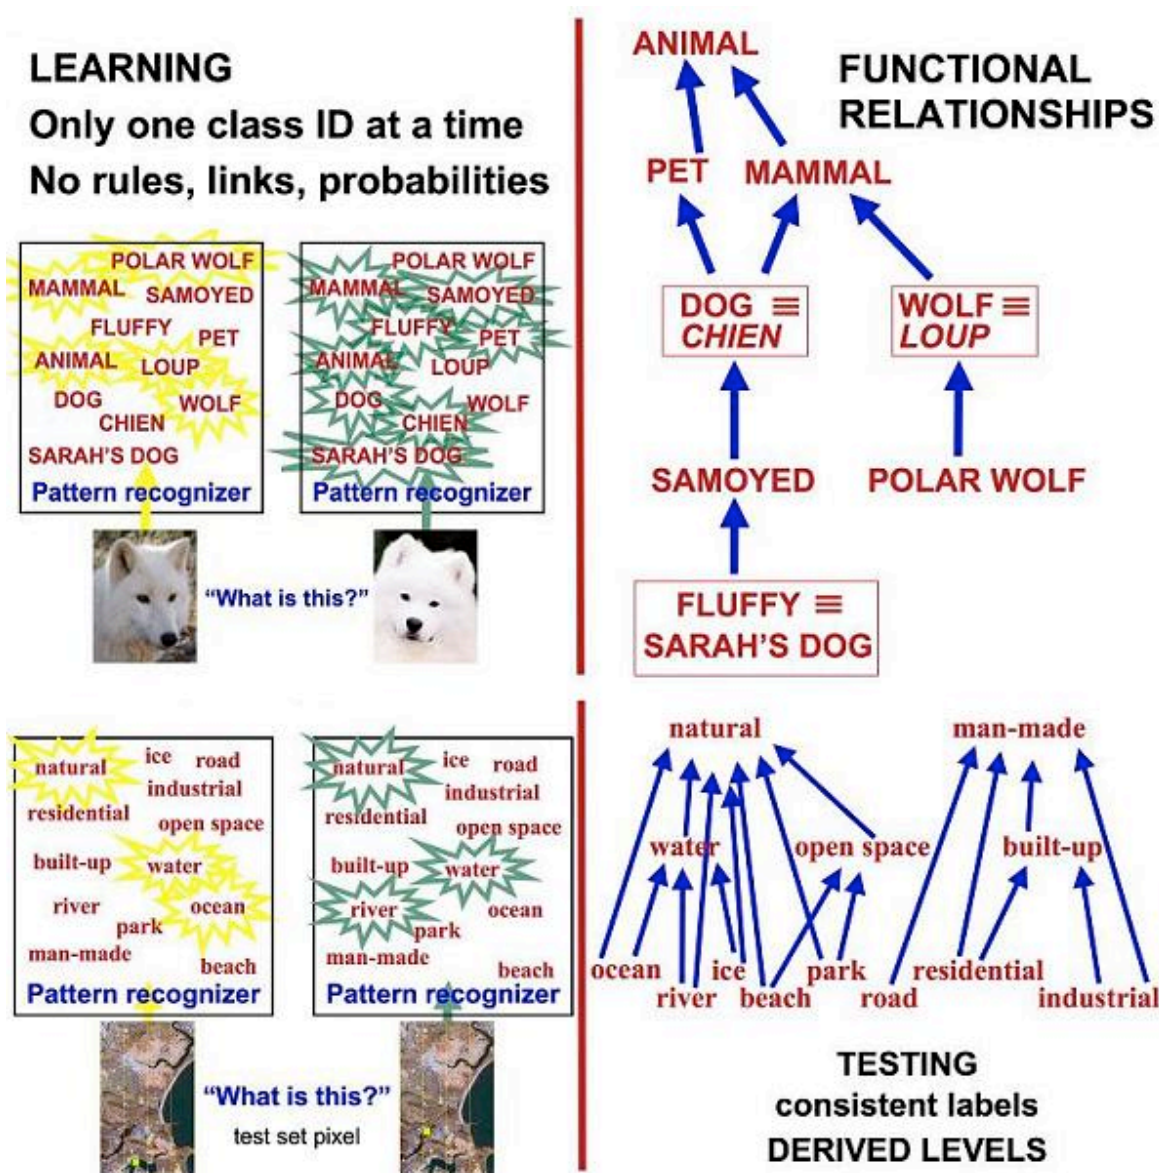 LEARNING
Only one class ID at a time
No rules, links, probabilities
POLAR WOLF
MAMMAL
SAMOYED
FLUFFY
PET
ANIMAL
LOUP
DOG
WOLF
CHIEN
SARAH'S DOG
Pattern recognizer
POLAR WOLF
MAMMAL
SAMOYED
FLUFFY
PET
ANIMAL
LOUP
DOG
WOLF
CHIEN
SARAH'S DOG
Pattern recognizer
“What is this?”
FUNCTIONAL
RELATIONSHIPS
ANIMAL
PET MAMMAL
DOG ≡
CHIEN
WOLF ≡
LOUP
SAMOYED POLAR WOLF
FLUFFY ≡
SARAH'S DOG
natural
ice road
industrial
residential
open space
built-up water
river ocean
park
man-made
beach
Pattern recognizer
natural
ice road
industrial
residential
open space
built-up water
river ocean
park
man-made
beach
Pattern recognizer
“What is this?”
test set pixel
natural man-made
water open space built-up
ocean ice park residential
river beach road industrial
TESTING
consistent labels
DERIVED LEVELS